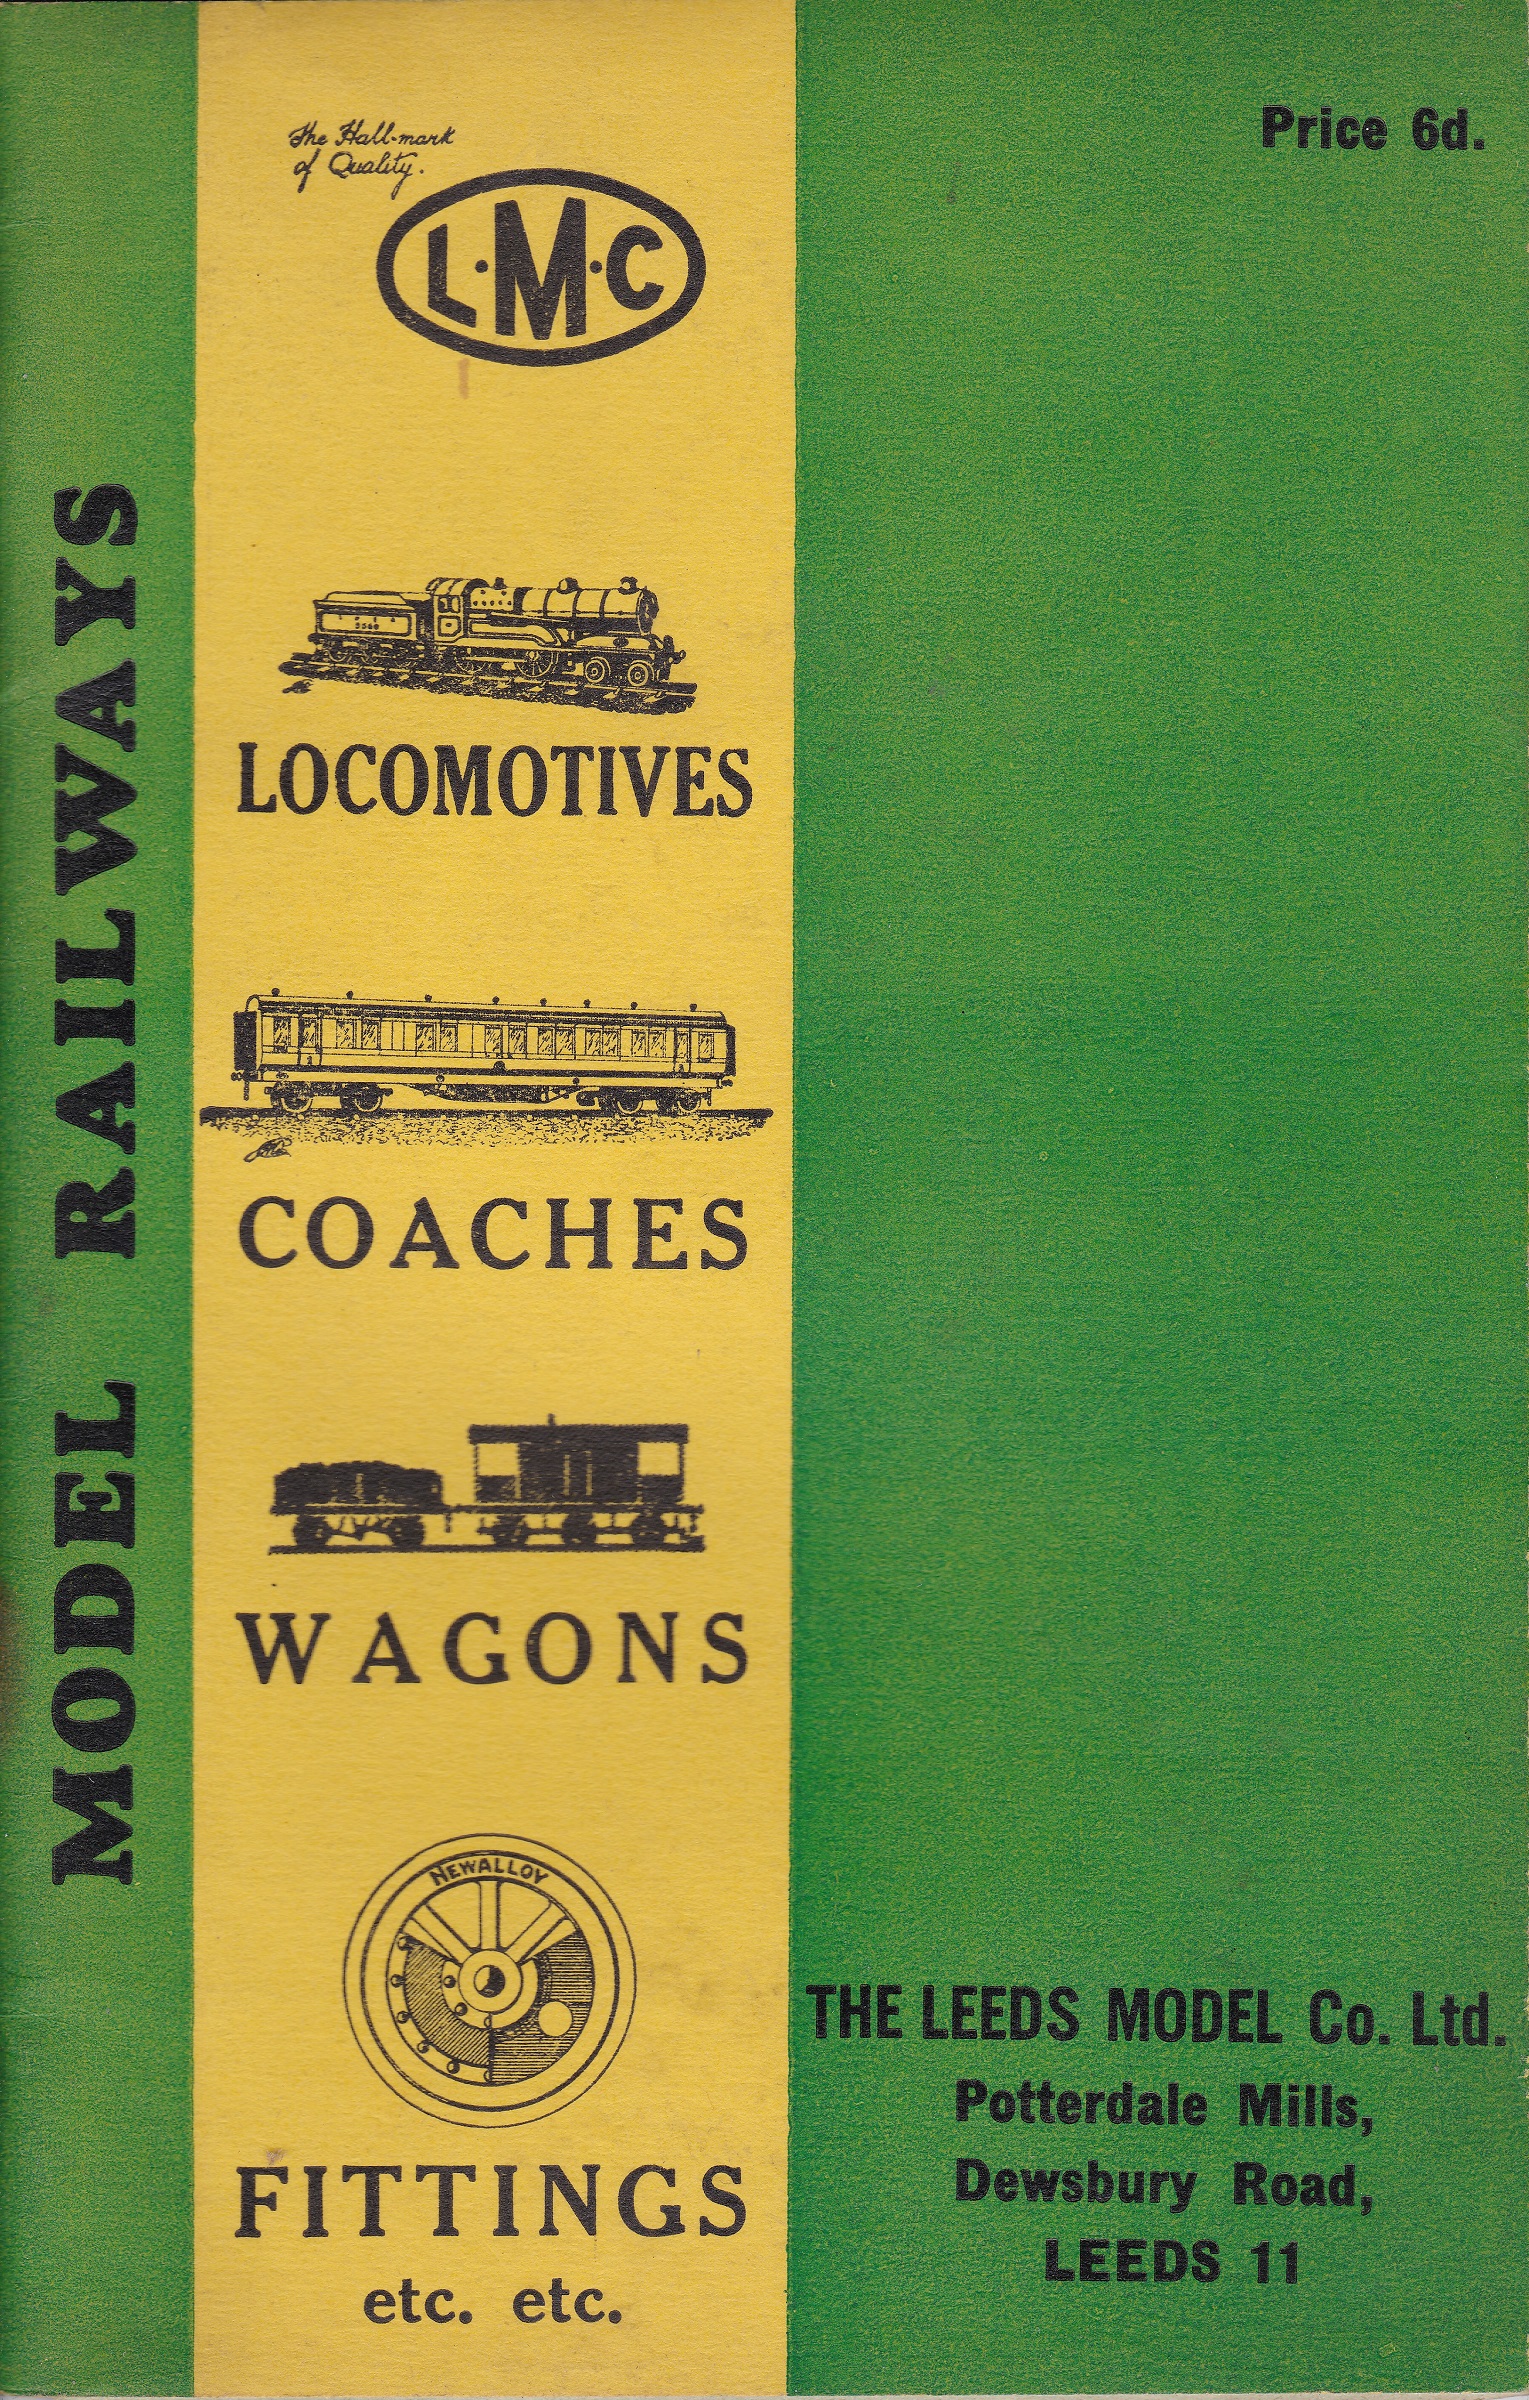 MODEL RAILWAYS
The Hall-mark
of Quality.
L·M·C
Price 6d.
LOCOMOTIVES
COACHES
WAGONS
NEWALLOY
FITTINGS
etc. etc.
THE LEEDS MODEL Co. Ltd.
Potterdale Mills,
Dewsbury Road,
LEEDS 11